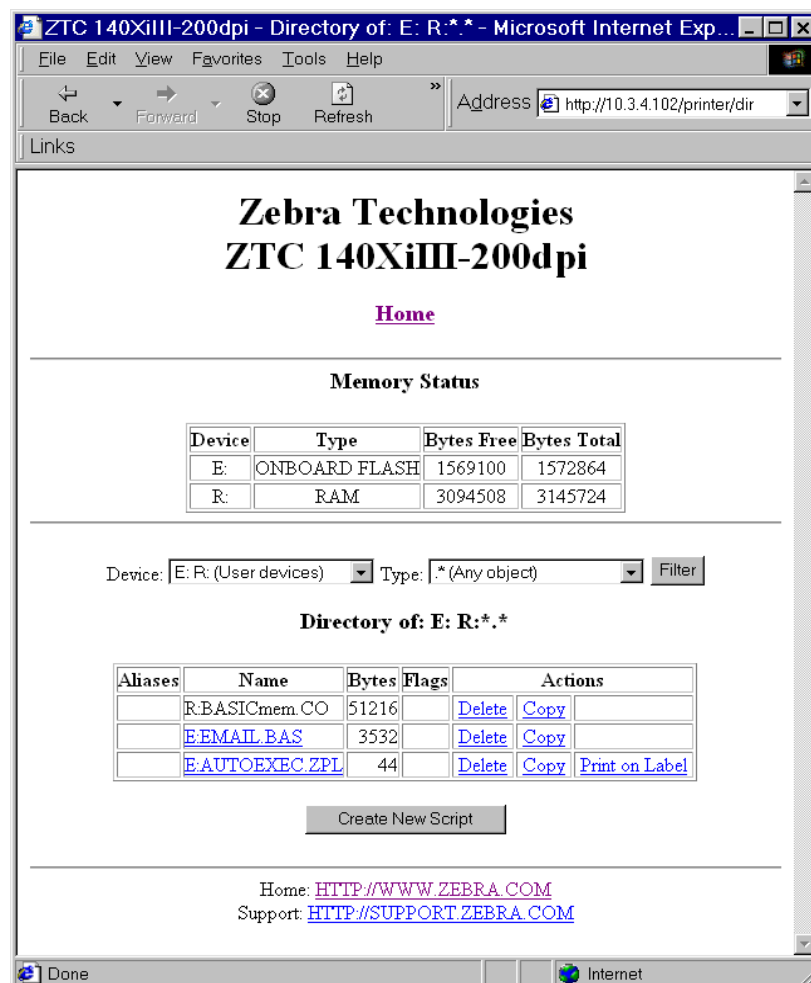 ZTC 140XiIII-200dpi - Directory of: E: R:*.* - Microsoft Internet Exp...
File Edit View Favorites Tools Help
Back Forward Stop Refresh » Address http://10.3.4.102/printer/dir
Links
Zebra Technologies
ZTC 140XiIII-200dpi
Home
Memory Status
Device Type Bytes Free Bytes Total
E: ONBOARD FLASH 1569100 1572864
R: RAM 3094508 3145724
Device: E: R: (User devices) Type: .* (Any object) Filter
Directory of: E: R:*.*
Aliases Name Bytes Flags Actions
R:BASICmem.CO 51216 Delete Copy
E:EMAIL.BAS 3532 Delete Copy
E:AUTOEXEC.ZPL 44 Delete Copy Print on Label
Create New Script
Home: HTTP://WWW.ZEBRA.COM
Support: HTTP://SUPPORT.ZEBRA.COM
Done Internet